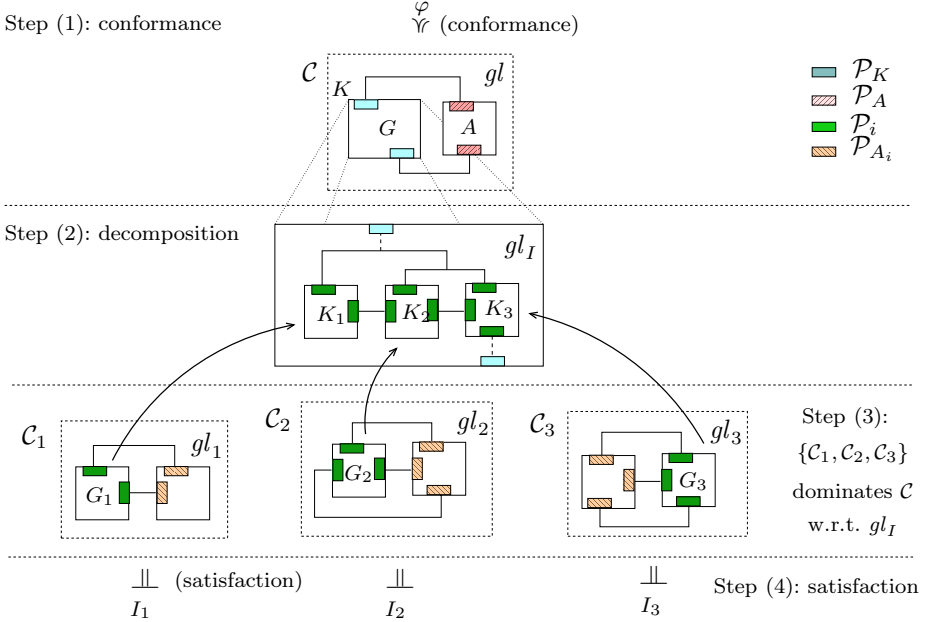 Step (1): conformance
φ
(conformance)
𝒞
gl
K
G
A
𝒫_K
𝒫_A
𝒫_i
𝒫_{A_i}
Step (2): decomposition
gl_I
K_1
K_2
K_3
𝒞_1
gl_1
G_1
𝒞_2
gl_2
G_2
𝒞_3
gl_3
G_3
Step (3):
{𝒞_1, 𝒞_2, 𝒞_3}
dominates 𝒞
w.r.t. gl_I
(satisfaction)
I_1
I_2
I_3
Step (4): satisfaction